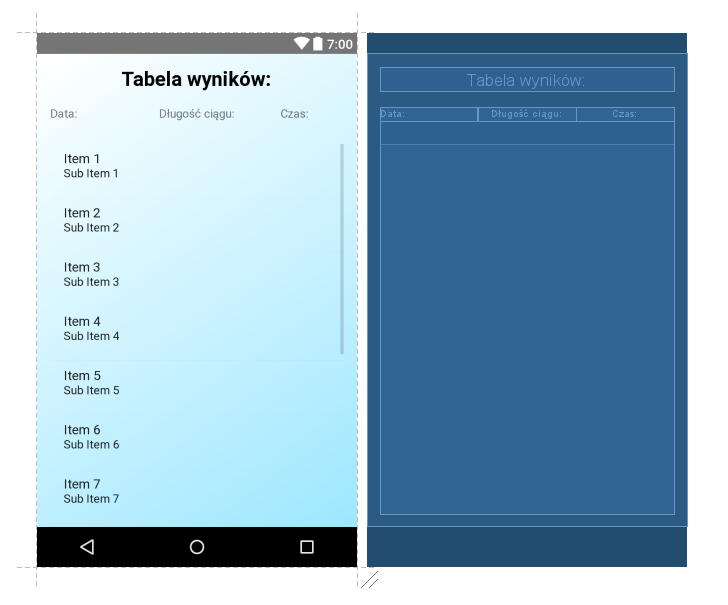 7:00
Tabela wyników:
Data: Długość ciągu: Czas:
Item 1
Sub Item 1
Item 2
Sub Item 2
Item 3
Sub Item 3
Item 4
Sub Item 4
Item 5
Sub Item 5
Item 6
Sub Item 6
Item 7
Sub Item 7
Tabela wyników:
Data: Długość ciągu: Czas: